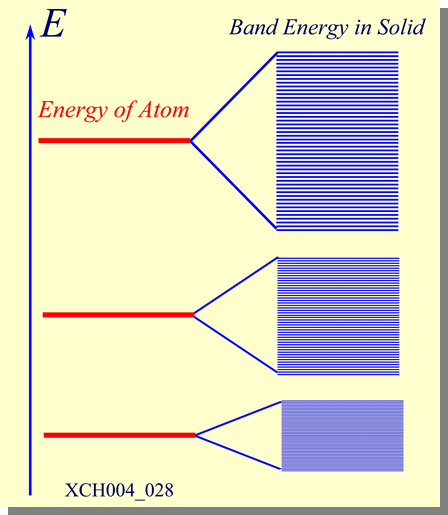 E
Band Energy in Solid
Energy of Atom
XCH004_028